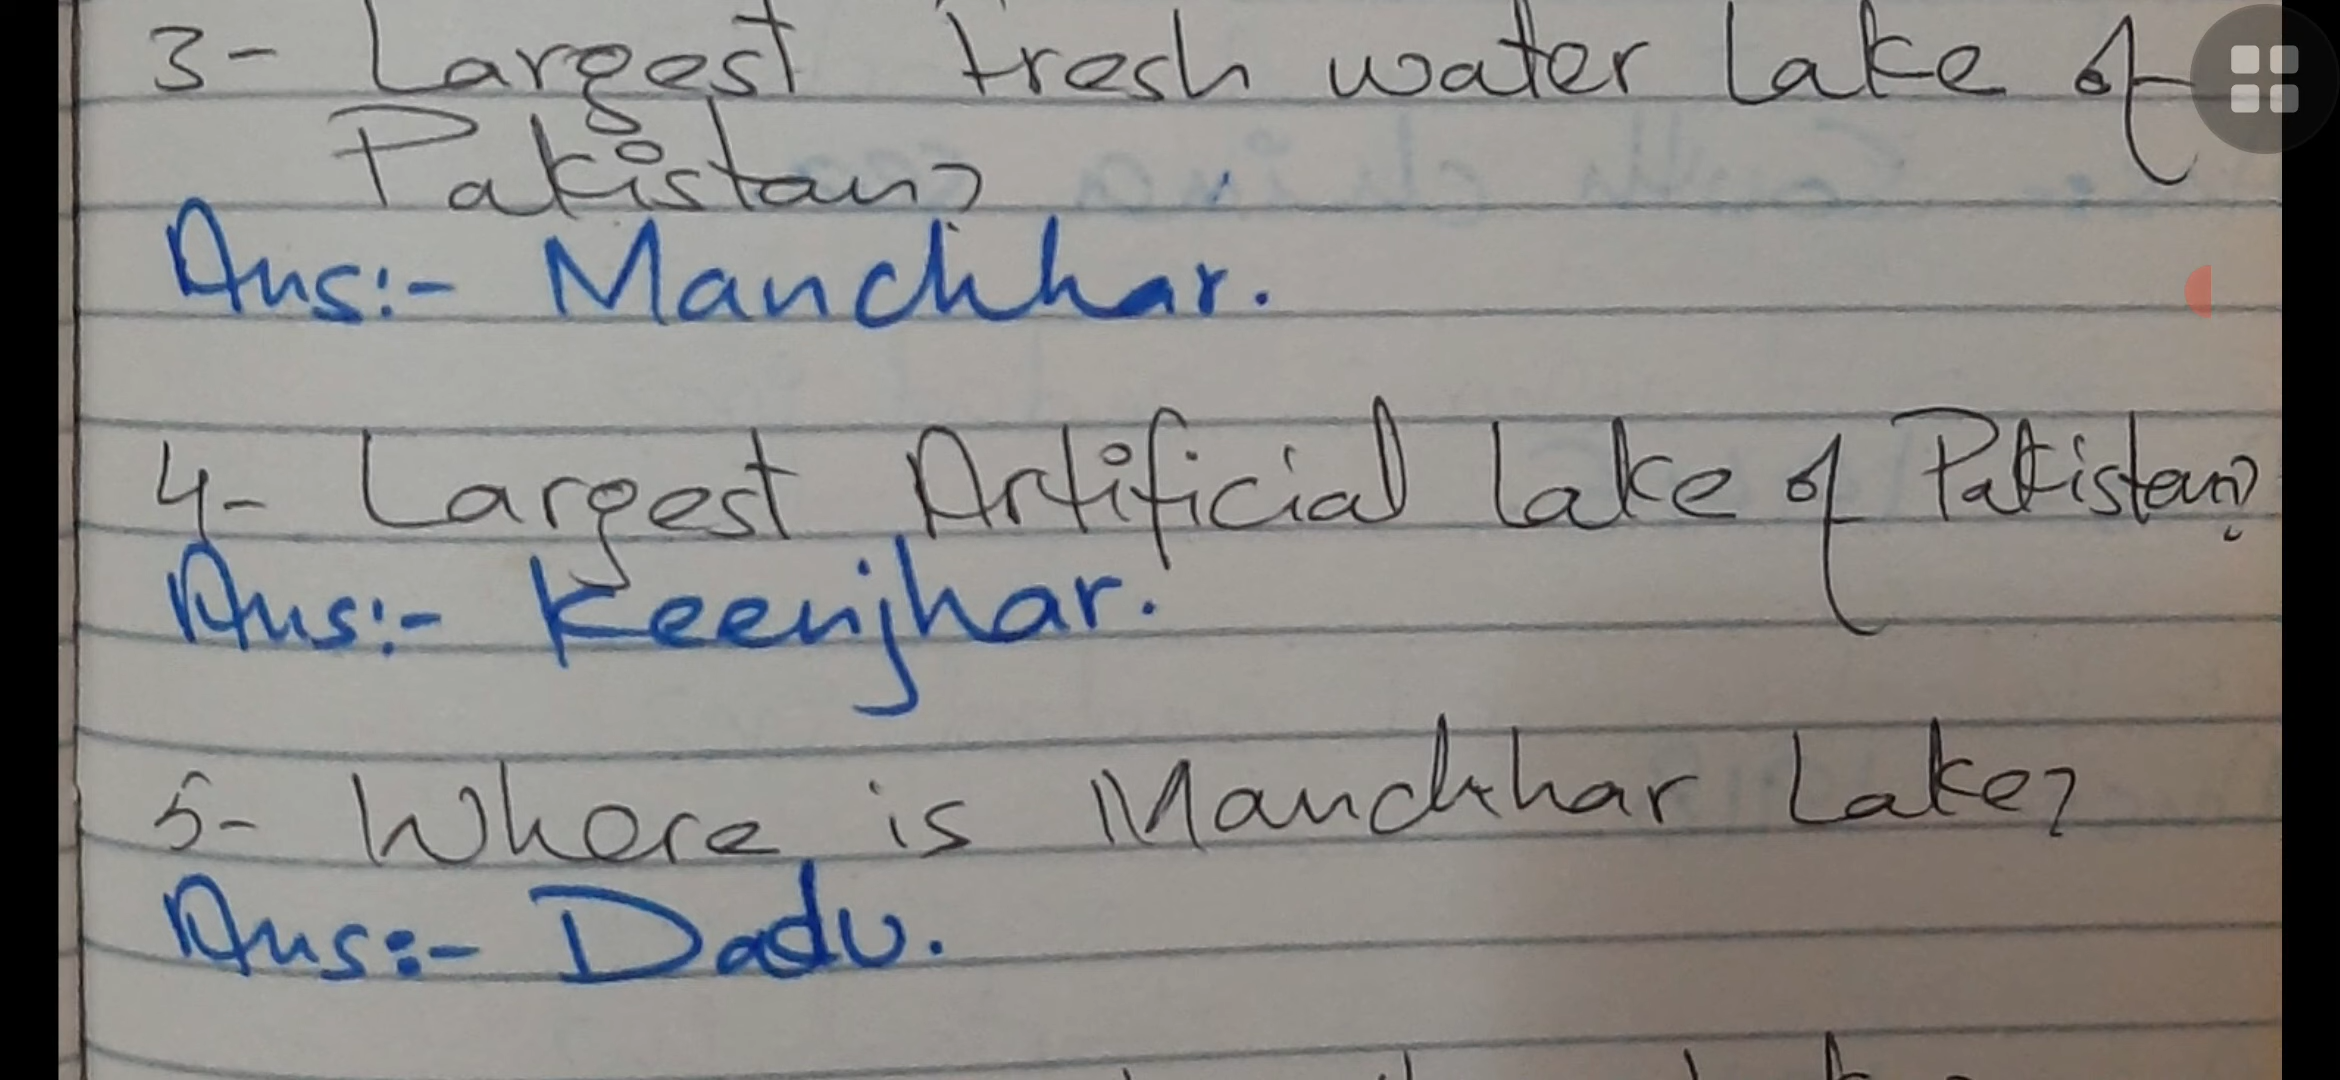 3- Largest fresh water lake of
Pakistan?
Ans:- Manchhar.
4- Largest Artificial lake of Pakistan?
Ans:- Keenjhar.
5- Where is Manchhar Lake?
Ans:- Dadu.